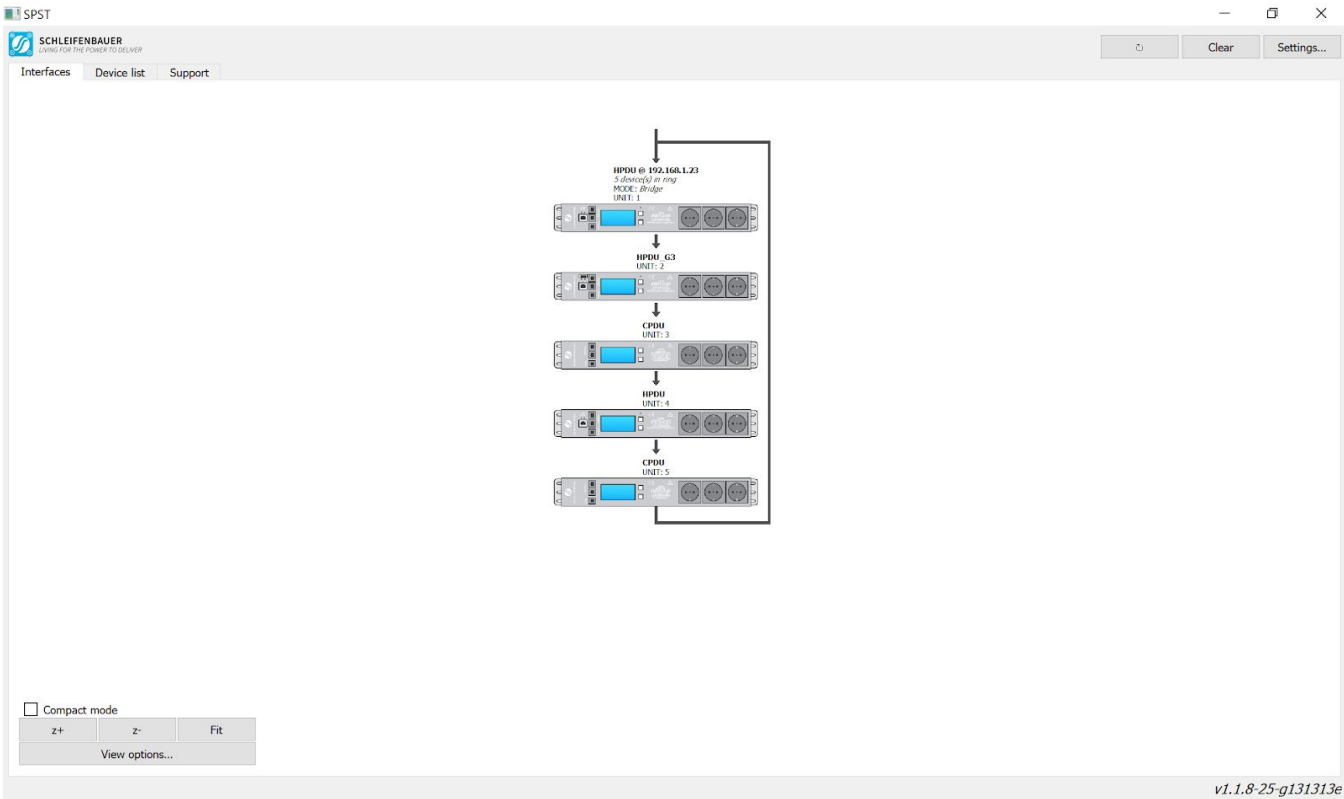 SPST
SCHLEIFENBAUER
LIVING FOR THE POWER TO DELIVER
Clear
Settings...
Interfaces
Device list
Support
HPDU @ 192.168.1.23
5 device(s) in ring
MODE: Bridge
UNIT: 1
HPDU_G3
UNIT: 2
CPDU
UNIT: 3
HPDU
UNIT: 4
CPDU
UNIT: 5
Compact mode
z+
z-
Fit
View options...
v1.1.8-25-g131313e